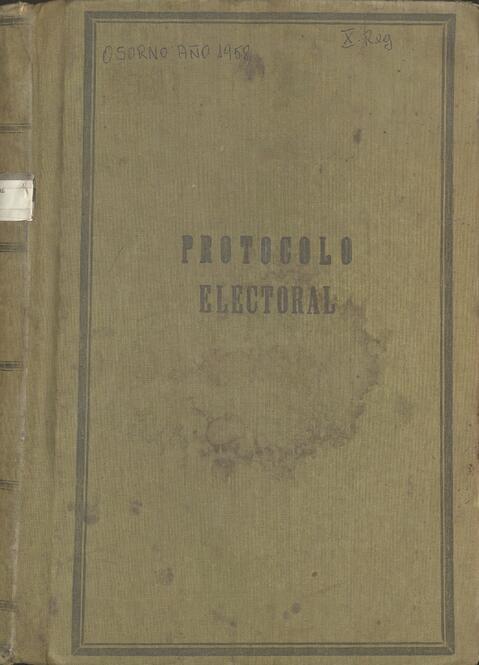 OSORNO AÑO 1958
X Reg
PROTOCOLO
ELECTORAL